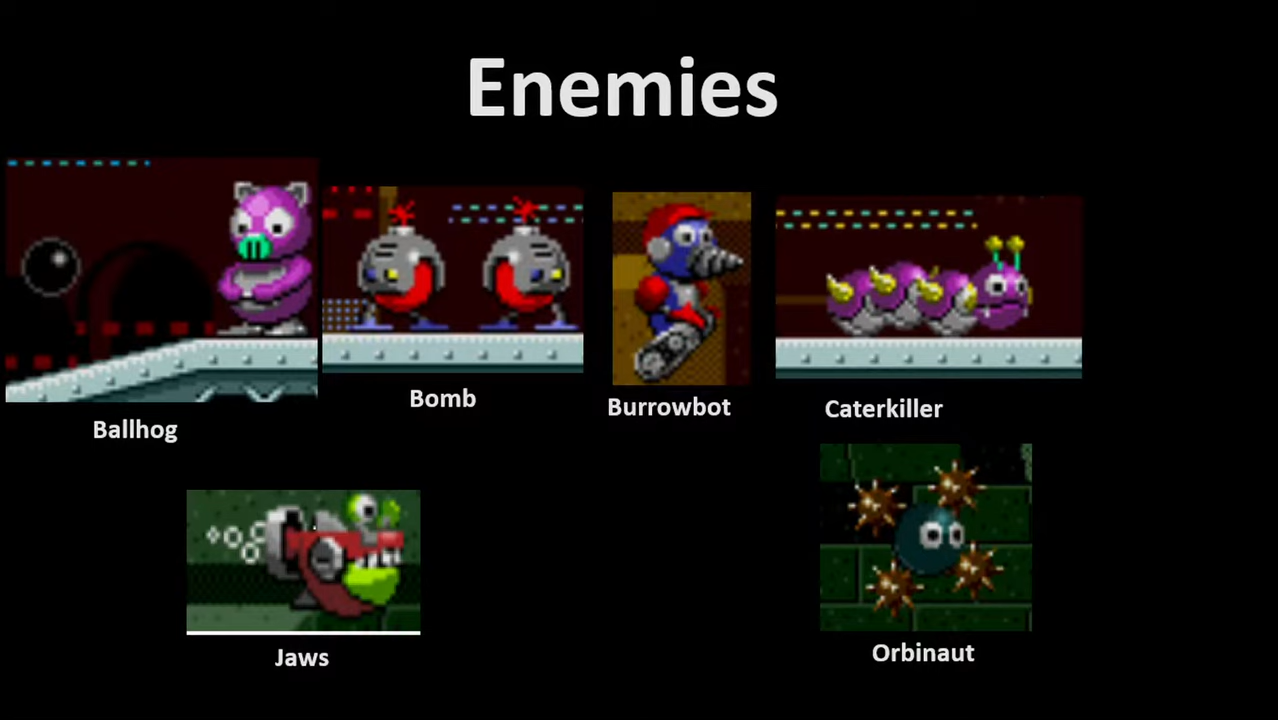 Enemies
Ballhog
Bomb
Burrowbot
Caterkiller
Jaws
Orbinaut